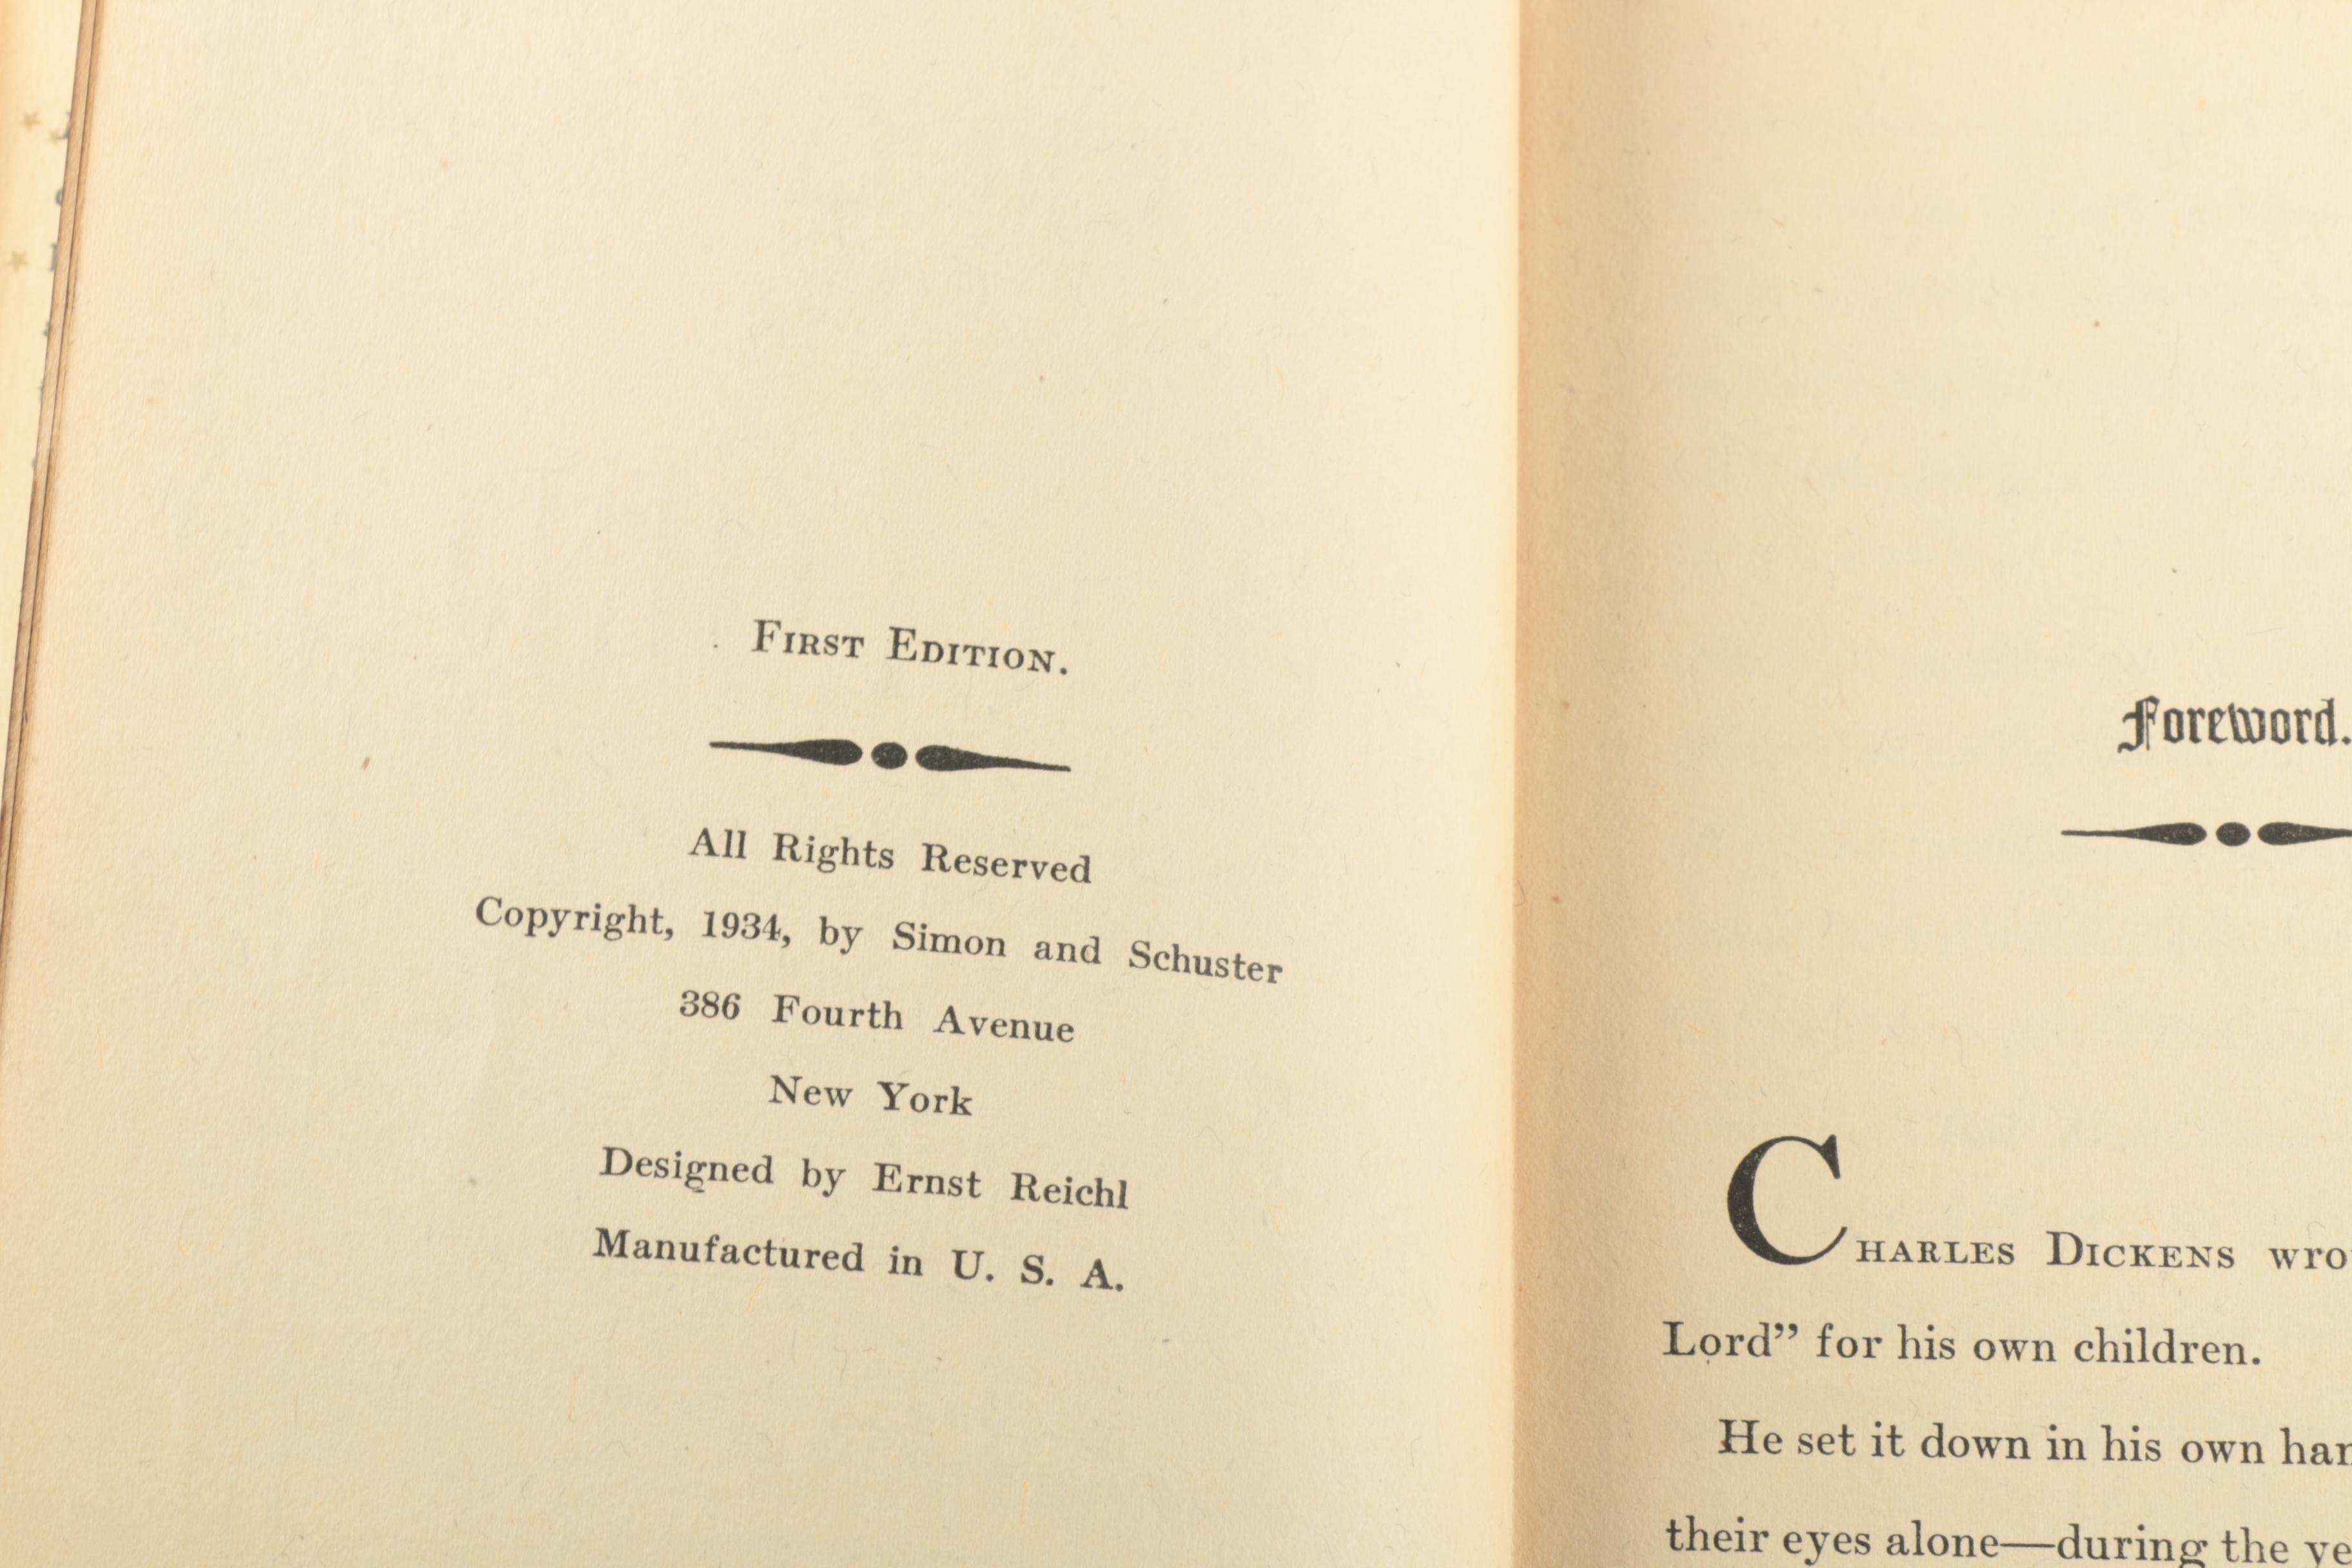 First Edition.
All Rights Reserved
Copyright, 1934, by Simon and Schuster
386 Fourth Avenue
New York
Designed by Ernst Reichl
Manufactured in U. S. A.
Foreword.
Charles Dickens
Lord” for his own children.
He set it down in his own
their eyes alone—during the